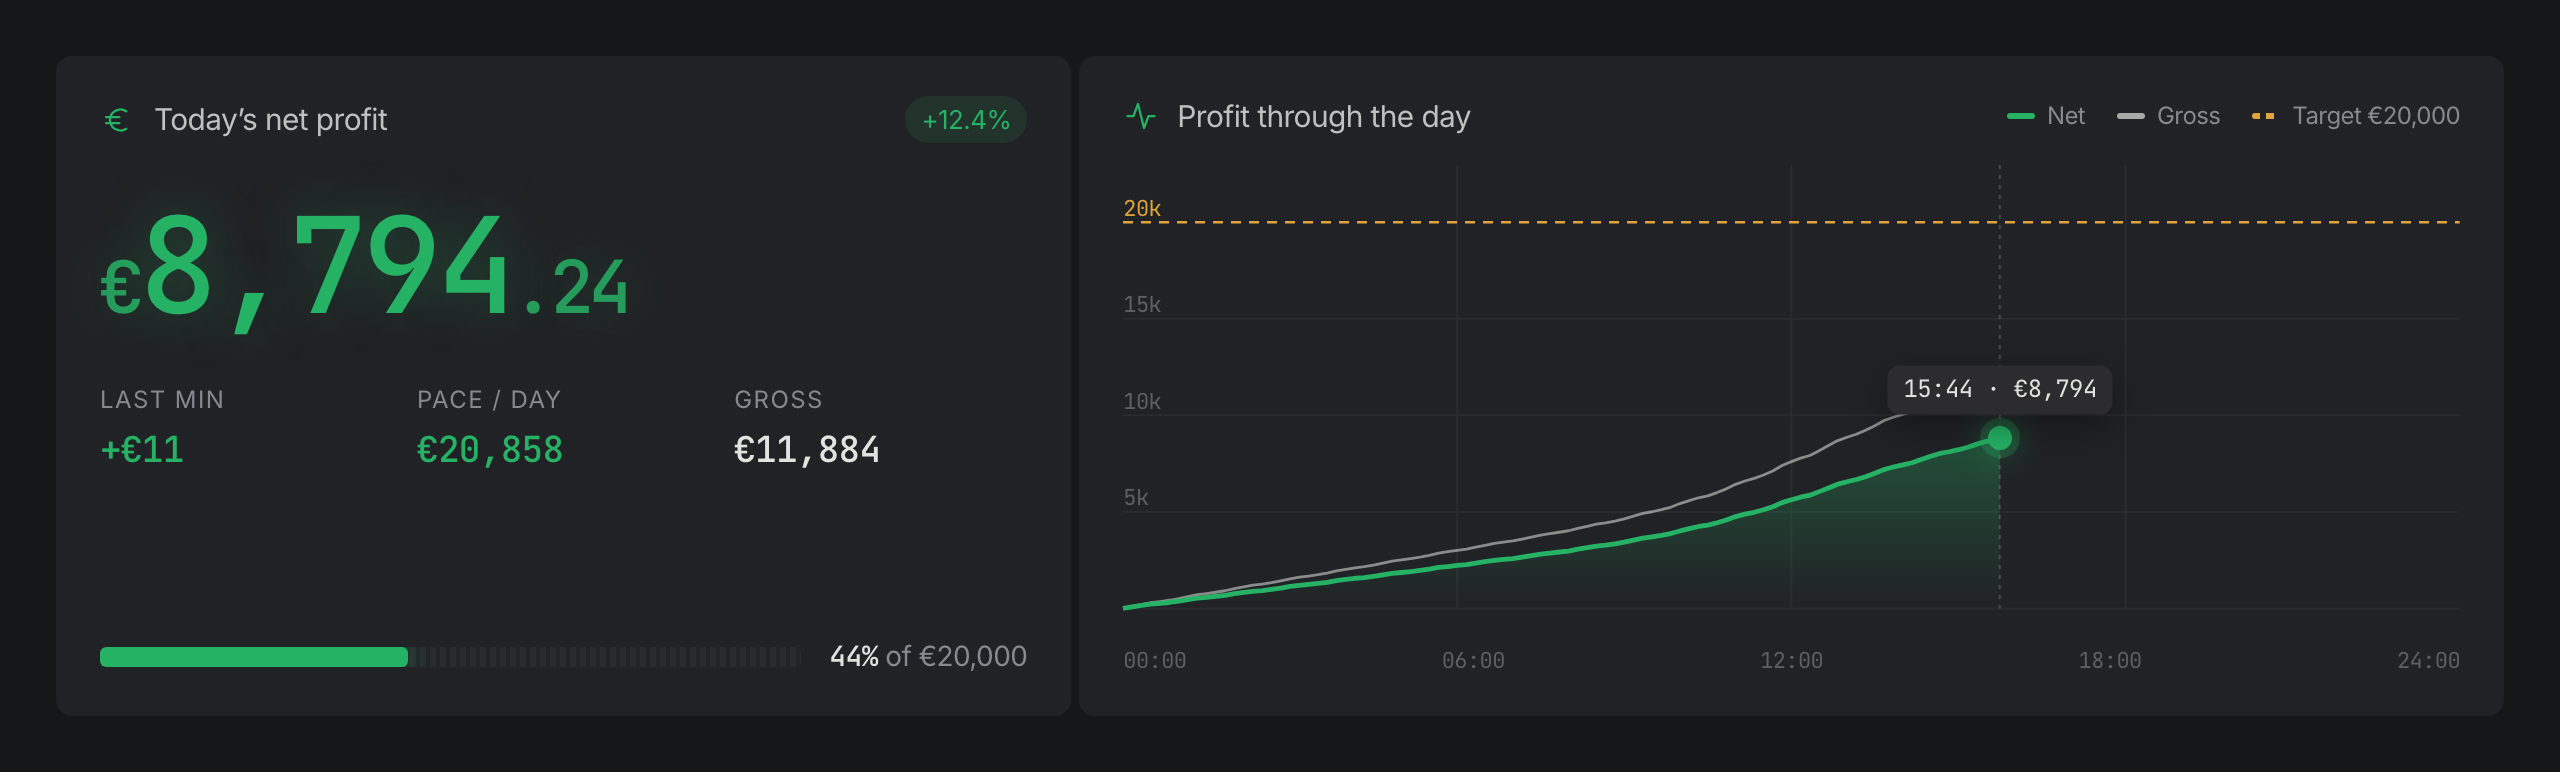 Today’s net profit
+12.4%
€8,794.24
LAST MIN
PACE / DAY
GROSS
+€11
€20,858
€11,884
44% of €20,000
Profit through the day
Net
Gross
Target €20,000
20k
15k
10k
5k
15:44 · €8,794
00:00
06:00
12:00
18:00
24:00